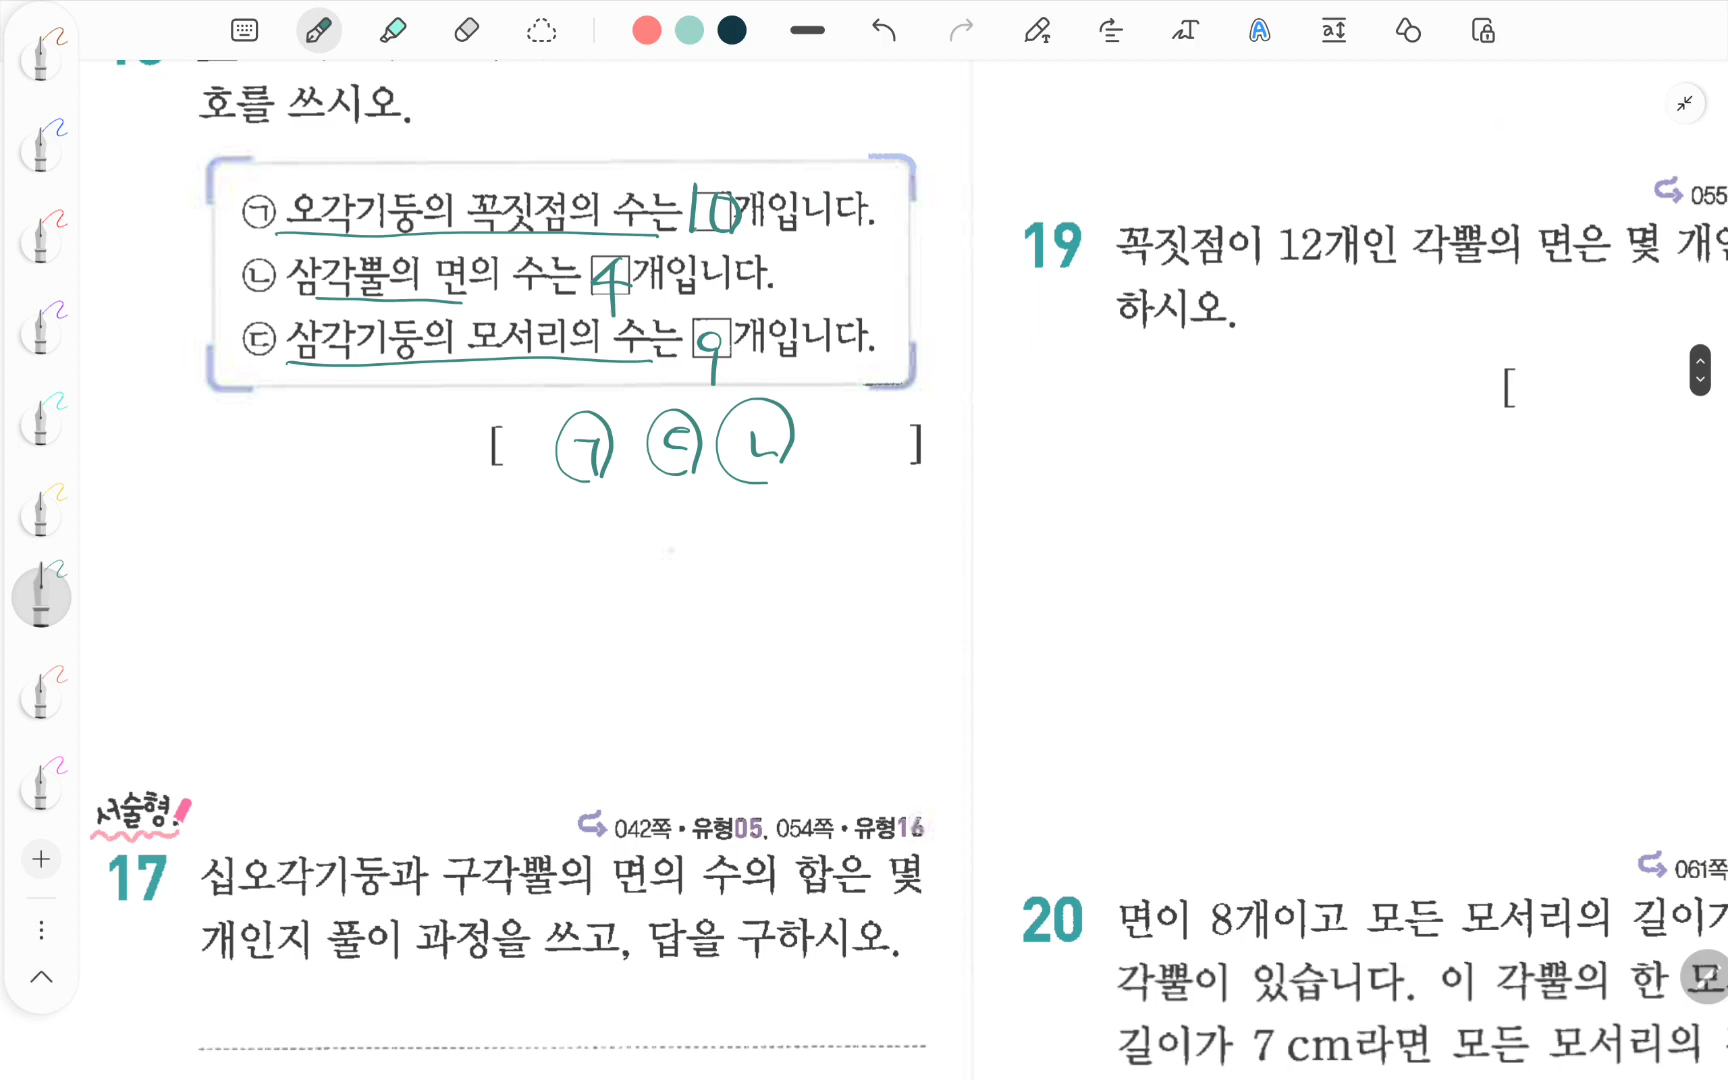 호를 쓰시오.
㉠ 오각기둥의 꼭짓점의 수는 10개입니다.
㉡ 삼각뿔의 면의 수는 4개입니다.
㉢ 삼각기둥의 모서리의 수는 9개입니다.
[ ㉠ ㉢ ㉡ ]
서술형!
042쪽 • 유형05, 054쪽 • 유형16
17 십오각기둥과 구각뿔의 면의 수의 합은 몇
개인지 풀이 과정을 쓰고, 답을 구하시오.
055
19 꼭짓점이 12개인 각뿔의 면은 몇
하시오.
[
061쪽
20 면이 8개이고 모든 모서리의
각뿔이 있습니다. 이 각뿔의 한
길이가 7 cm라면 모든 모서리의